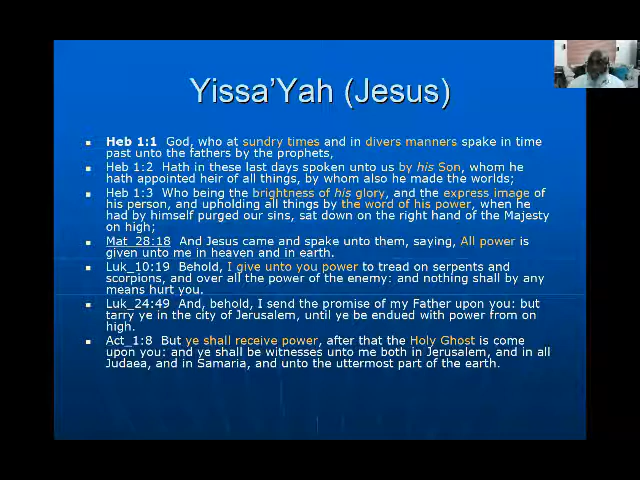 Yissa'Yah (Jesus)
Heb 1:1 God, who at sundry times and in divers manners spake in time
past unto the fathers by the prophets,
Heb 1:2 Hath in these last days spoken unto us by his Son, whom he
hath appointed heir of all things, by whom also he made the worlds;
Heb 1:3 Who being the brightness of his glory, and the express image of
his person, and upholding all things by the word of his power, when he
had by himself purged our sins, sat down on the right hand of the Majesty
on high;
Mat_28:18 And Jesus came and spake unto them, saying, All power is
given unto me in heaven and in earth.
Luk_10:19 Behold, I give unto you power to tread on serpents and
scorpions, and over all the power of the enemy: and nothing shall by any
means hurt you.
Luk_24:49 And, behold, I send the promise of my Father upon you: but
tarry ye in the city of Jerusalem, until ye be endued with power from on
high.
Act_1:8 But ye shall receive power, after that the Holy Ghost is come
upon you: and ye shall be witnesses unto me both in Jerusalem, and in all
Judaea, and in Samaria, and unto the uttermost part of the earth.